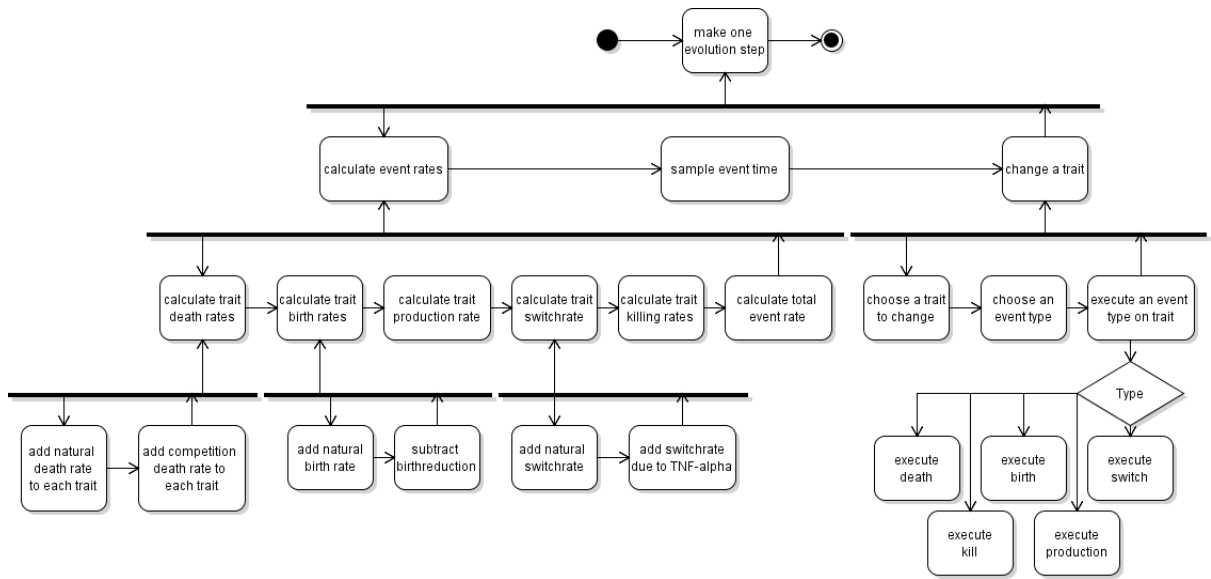 make one
evolution step
calculate event rates
sample event time
change a trait
calculate trait
death rates
calculate trait
birth rates
calculate trait
production rate
calculate trait
switchrate
calculate trait
killing rates
calculate total
event rate
choose a trait
to change
choose an
event type
execute an event
type on trait
Type
add natural
death rate
to each trait
add competition
death rate to
each trait
add natural
birth rate
subtract
birthreduction
add natural
switchrate
add switchrate
due to TNF-alpha
execute
death
execute
birth
execute
switch
execute
kill
execute
production